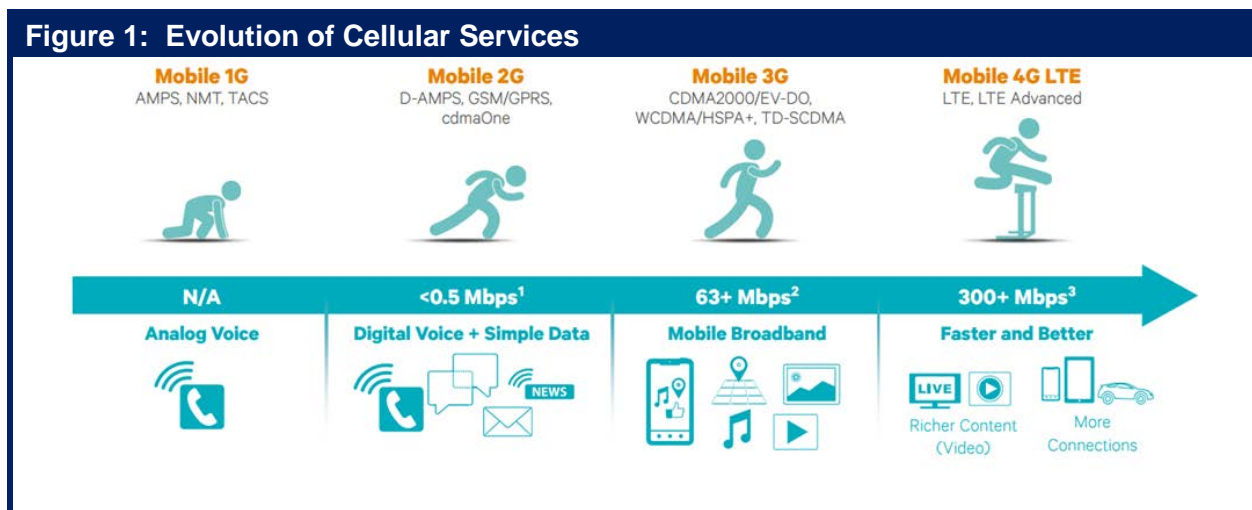 Figure 1: Evolution of Cellular Services
Mobile 1G
AMPS, NMT, TACS
Mobile 2G
D-AMPS, GSM/GPRS,
cdmaOne
Mobile 3G
CDMA2000/EV-DO,
WCDMA/HSPA+, TD-SCDMA
Mobile 4G LTE
LTE, LTE Advanced
N/A
<0.5 Mbps¹
63+ Mbps²
300+ Mbps³
Analog Voice
Digital Voice + Simple Data
NEWS
Mobile Broadband
Faster and Better
LIVE
Richer Content
(Video)
More
Connections